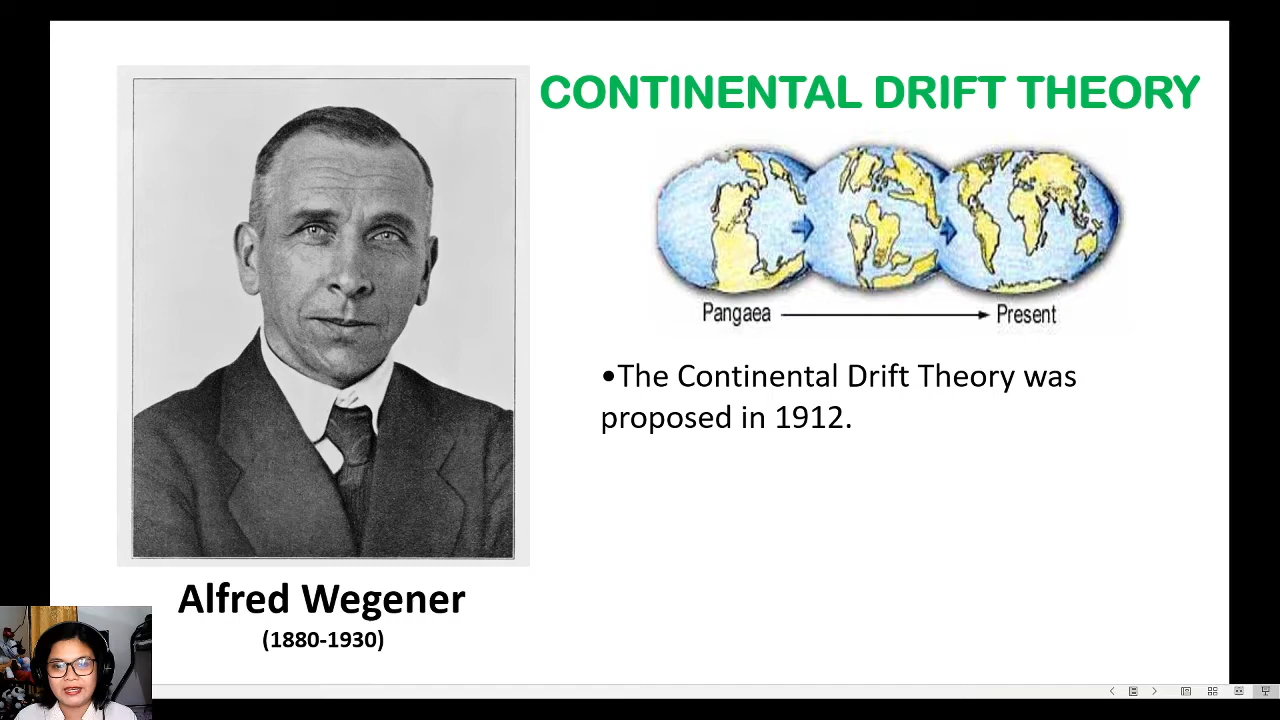 CONTINENTAL DRIFT THEORY
Pangaea
Present
•The Continental Drift Theory was
proposed in 1912.
Alfred Wegener
(1880-1930)